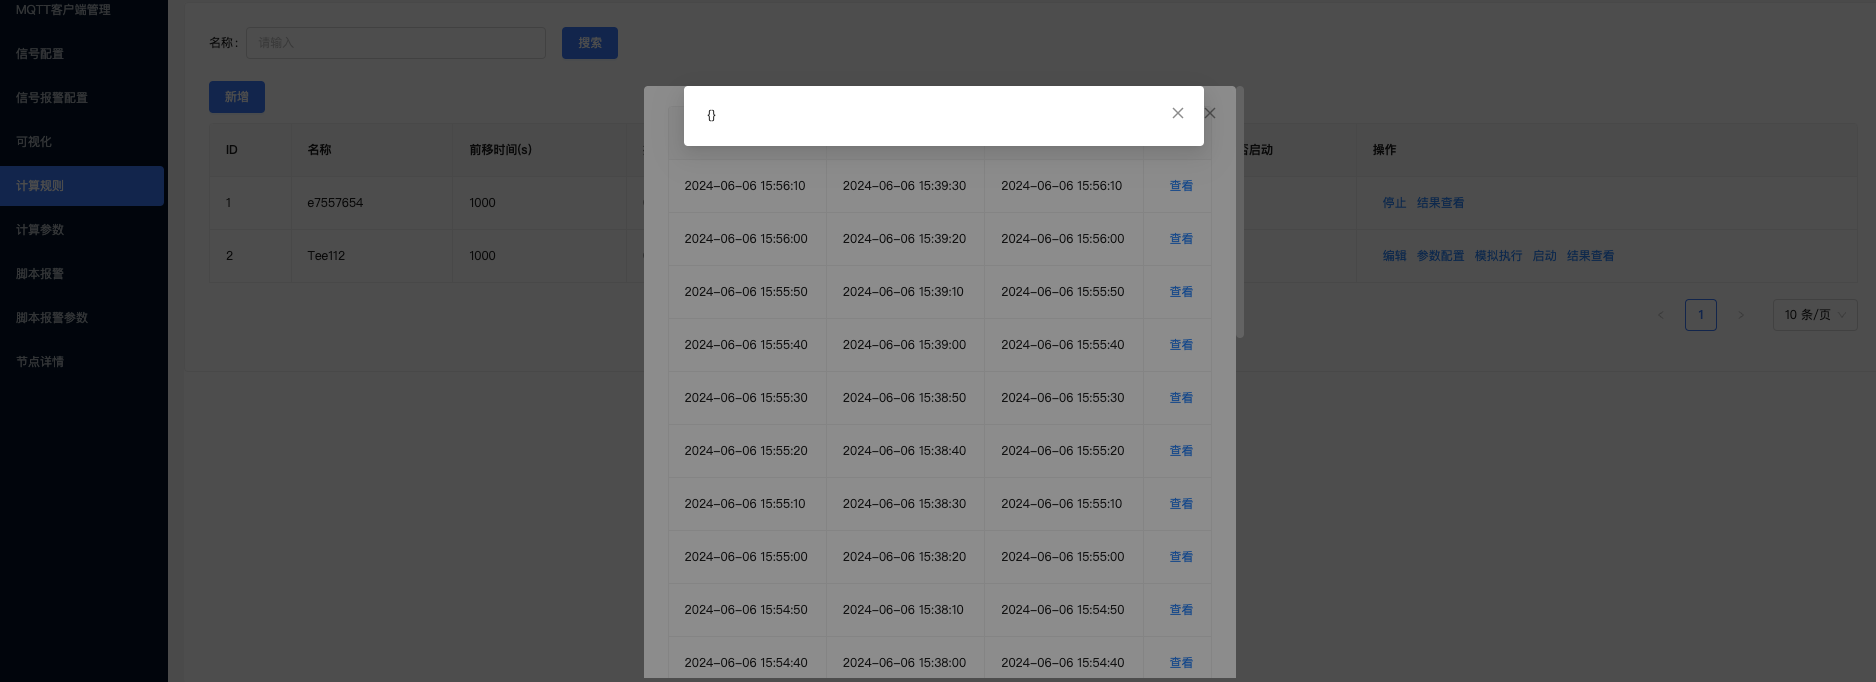 MQTT客户端管理
信号配置
信号报警配置
可视化
计算规则
计算参数
脚本报警
脚本报警参数
节点详情
名称: 请输入 搜索
新增
{}
ID 名称 前移时间(s) 启动 操作
1 e7557654 1000 停止 结果查看
2 Tee112 1000 编辑 参数配置 模拟执行 启动 结果查看
1 10 条/页
2024-06-06 15:56:10 2024-06-06 15:39:30 2024-06-06 15:56:10 查看
2024-06-06 15:56:00 2024-06-06 15:39:20 2024-06-06 15:56:00 查看
2024-06-06 15:55:50 2024-06-06 15:39:10 2024-06-06 15:55:50 查看
2024-06-06 15:55:40 2024-06-06 15:39:00 2024-06-06 15:55:40 查看
2024-06-06 15:55:30 2024-06-06 15:38:50 2024-06-06 15:55:30 查看
2024-06-06 15:55:20 2024-06-06 15:38:40 2024-06-06 15:55:20 查看
2024-06-06 15:55:10 2024-06-06 15:38:30 2024-06-06 15:55:10 查看
2024-06-06 15:55:00 2024-06-06 15:38:20 2024-06-06 15:55:00 查看
2024-06-06 15:54:50 2024-06-06 15:38:10 2024-06-06 15:54:50 查看
2024-06-06 15:54:40 2024-06-06 15:38:00 2024-06-06 15:54:40 查看